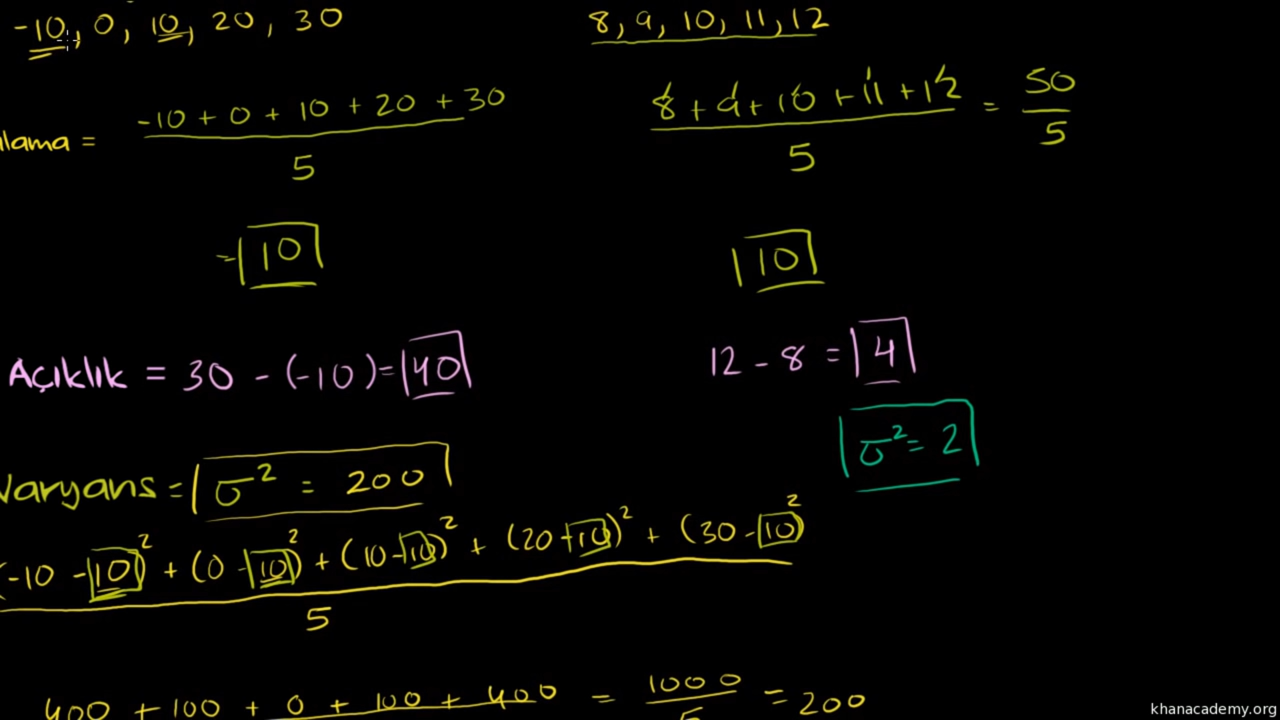 -10, 0, 10, 20, 30
8, 9, 10, 11, 12
lama = -10 + 0 + 10 + 20 + 30
5
8 + 9 + 10 + 11 + 12 = 50
5 5
= 10
10
Açıklık = 30 - (-10) = 40
12 - 8 = 4
σ² = 2
Varyans = σ² = 200
(-10 - 10)² + (0 - 10)² + (10 - 10)² + (20 - 10)² + (30 - 10)²
5
400 + 100 + 0 + 100 + 400 = 1000 = 200
5
khanacademy.org